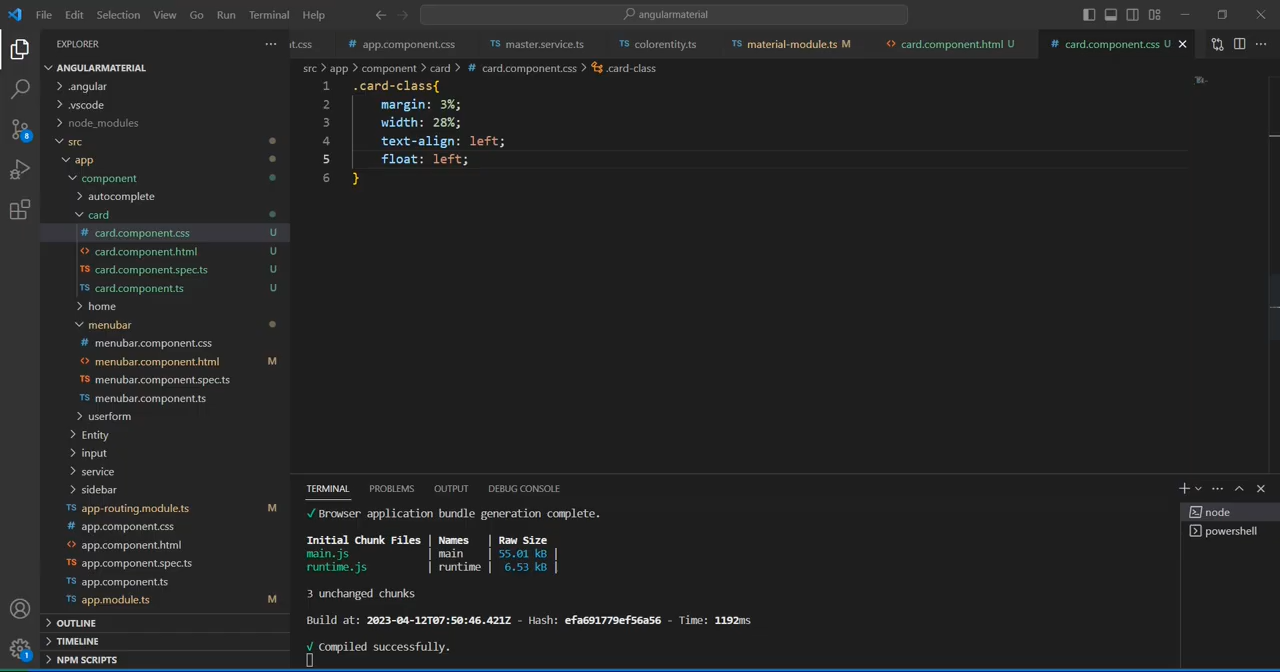 File Edit Selection View Go Run Terminal Help
angularmaterial
EXPLORER
ANGULARMATERIAL
.angular
.vscode
node_modules
src
app
component
autocomplete
card
card.component.css U
card.component.html U
card.component.spec.ts U
card.component.ts U
home
menubar
menubar.component.css
menubar.component.html M
menubar.component.spec.ts
menubar.component.ts
userform
Entity
input
service
sidebar
app-routing.module.ts M
app.component.css
app.component.html
app.component.spec.ts
app.component.ts
app.module.ts M
OUTLINE
TIMELINE
NPM SCRIPTS
8
1
nt.css # app.component.css TS master.service.ts TS colorentity.ts TS material-module.ts M <> card.component.html U # card.component.css U
src > app > component > card > # card.component.css > .card-class
1 .card-class{
2 margin: 3%;
3 width: 28%;
4 text-align: left;
5 float: left;
6 }
TERMINAL PROBLEMS OUTPUT DEBUG CONSOLE
√ Browser application bundle generation complete.
Initial Chunk Files | Names | Raw Size
main.js | main | 55.01 kB |
runtime.js | runtime | 6.53 kB |
3 unchanged chunks
Build at: 2023-04-12T07:50:46.421Z - Hash: efa691779ef56a56 - Time: 1192ms
√ Compiled successfully.
node
powershell